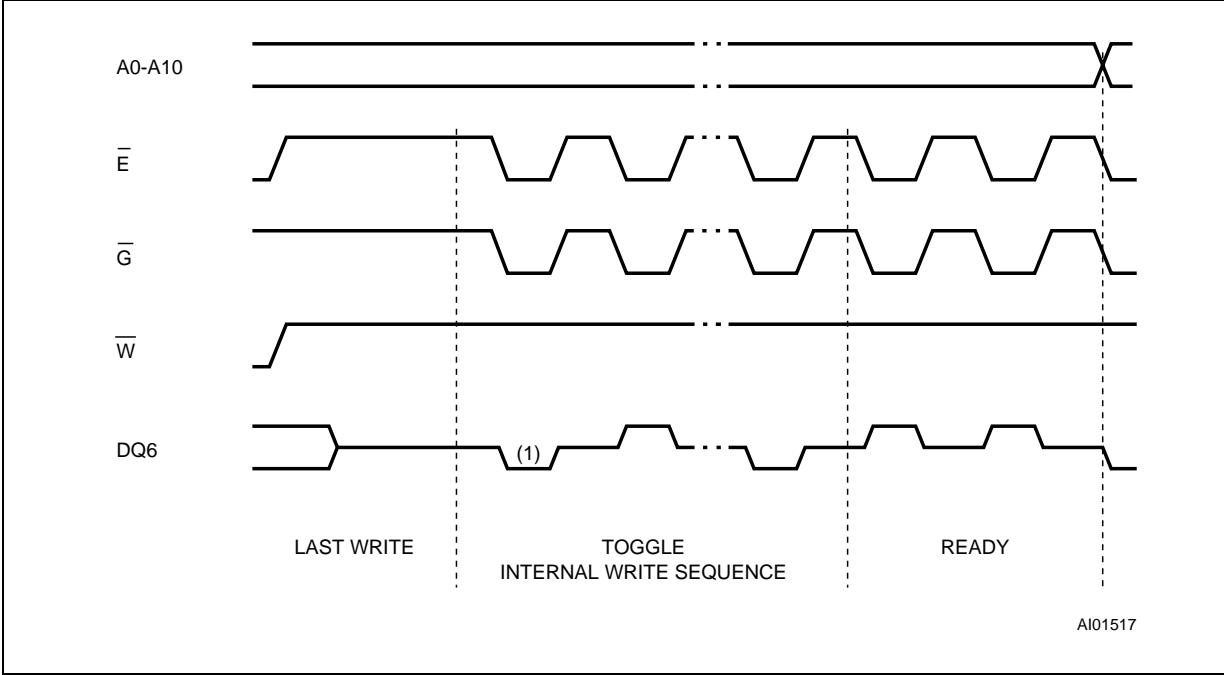 A0-A10
E
G
W
DQ6
(1)
LAST WRITE
TOGGLE
READY
INTERNAL WRITE SEQUENCE
AI01517